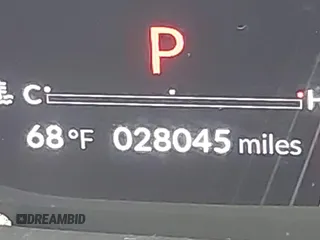 P
C H
68°F 028045 miles
DREAMBID